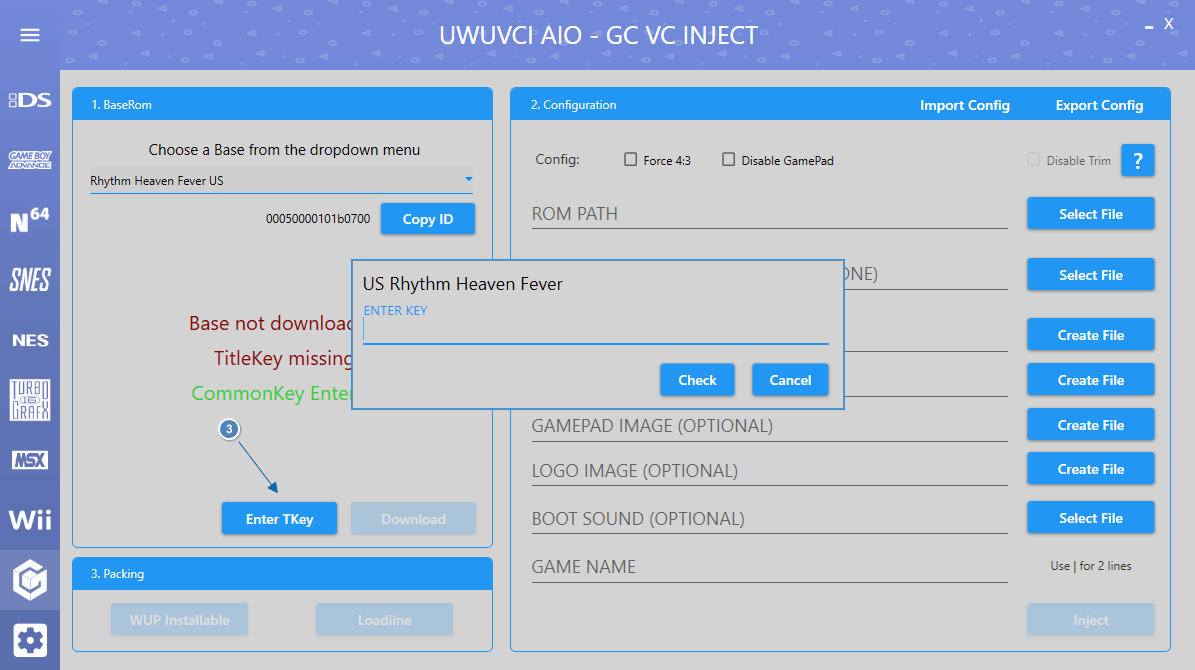 UWUVCI AIO - GC VC INJECT
X
DS
GAME BOY
ADVANCE
N64
SNES
NES
TURBO
16
GRAFX
MSX
Wii
1. BaseRom
Choose a Base from the dropdown menu
Rhythm Heaven Fever US
00050000101b0700
Copy ID
Base not downloa
TitleKey missing
CommonKey Enter
3
Enter TKey
Download
3. Packing
WUP Installable
Loadiine
US Rhythm Heaven Fever
ENTER KEY
Check
Cancel
2. Configuration
Import Config
Export Config
Config:
Force 4:3
Disable GamePad
Disable Trim
?
ROM PATH
Select File
ONE)
Select File
Create File
Create File
GAMEPAD IMAGE (OPTIONAL)
Create File
LOGO IMAGE (OPTIONAL)
Create File
BOOT SOUND (OPTIONAL)
Select File
GAME NAME
Use | for 2 lines
Inject